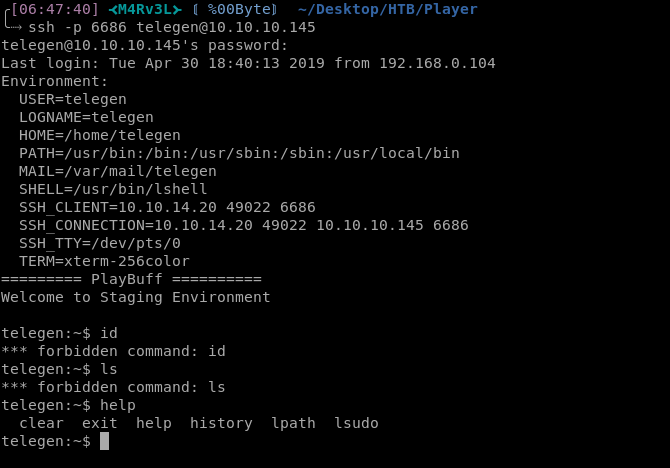 [06:47:40] ⮜M4Rv3L⮞ ⟦ %00Byte⟧ ~/Desktop/HTB/Player
ssh -p 6686 telegen@10.10.10.145
telegen@10.10.10.145's password:
Last login: Tue Apr 30 18:40:13 2019 from 192.168.0.104
Environment:
  USER=telegen
  LOGNAME=telegen
  HOME=/home/telegen
  PATH=/usr/bin:/bin:/usr/sbin:/sbin:/usr/local/bin
  MAIL=/var/mail/telegen
  SHELL=/usr/bin/lshell
  SSH_CLIENT=10.10.14.20 49022 6686
  SSH_CONNECTION=10.10.14.20 49022 10.10.10.145 6686
  SSH_TTY=/dev/pts/0
  TERM=xterm-256color
========= PlayBuff ==========
Welcome to Staging Environment
telegen:~$ id
*** forbidden command: id
telegen:~$ ls
*** forbidden command: ls
telegen:~$ help
  clear  exit  help  history  lpath  lsudo
telegen:~$